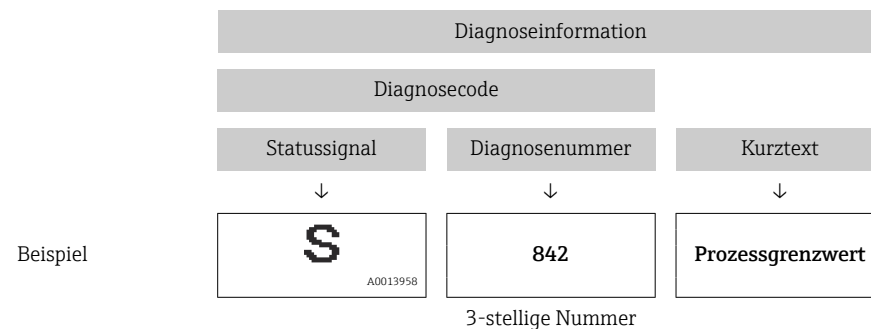 Diagnoseinformation
Diagnosecode
Statussignal Diagnosenummer Kurztext
↓ ↓ ↓
Beispiel S 842 Prozessgrenzwert
A0013958
3-stellige Nummer